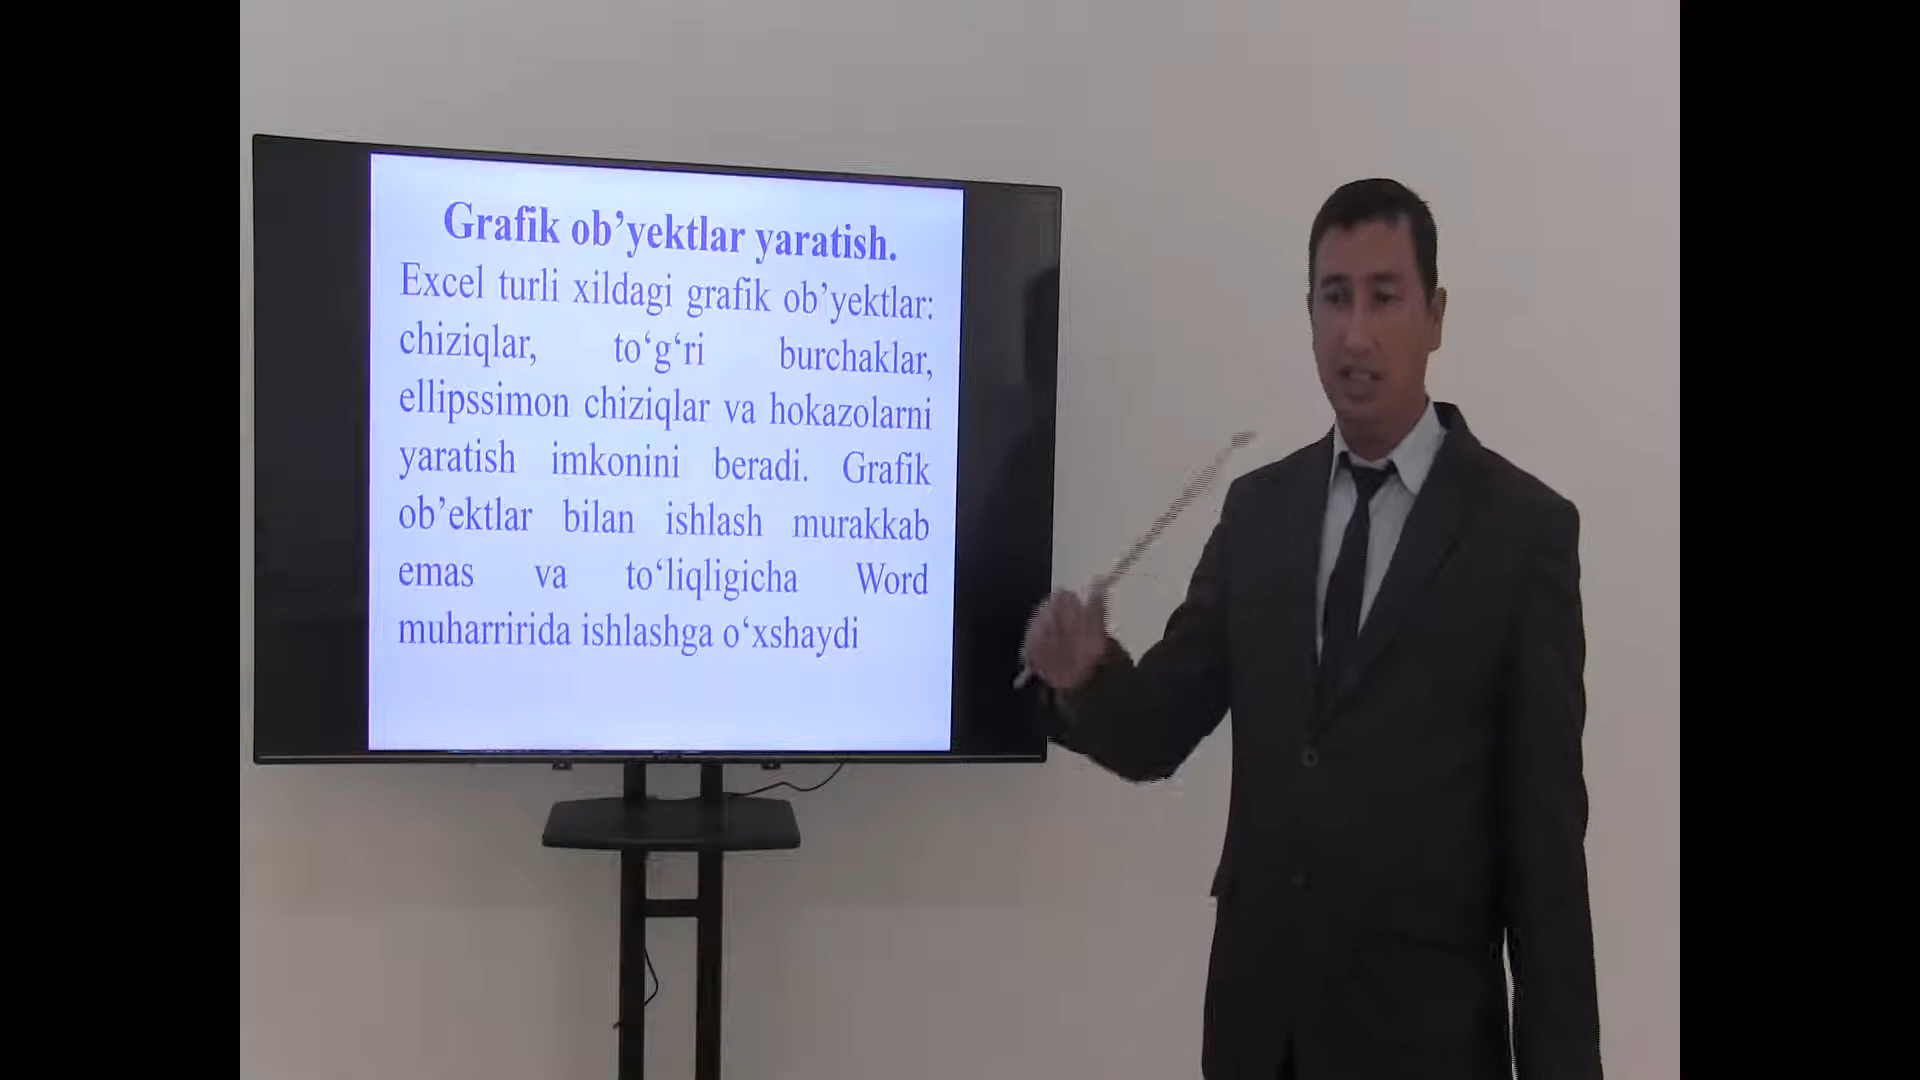 Grafik ob’yektlar yaratish.
Excel turli xildagi grafik ob’yektlar:
chiziqlar, to‘g‘ri burchaklar,
ellipssimon chiziqlar va hokazolarni
yaratish imkonini beradi. Grafik
ob’ektlar bilan ishlash murakkab
emas va to‘liqligicha Word
muharririda ishlashga o‘xshaydi